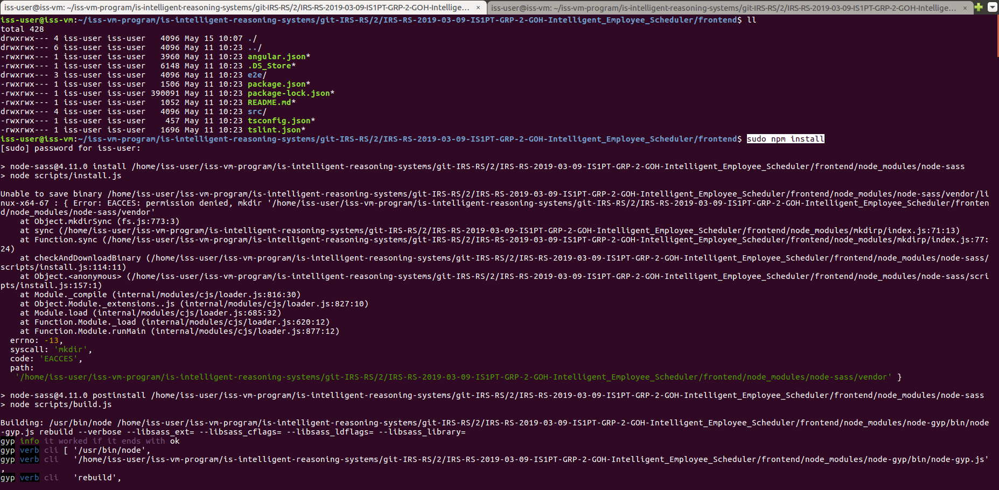 iss-user@iss-vm: ~/iss-vm-program/is-intelligent-reasoning-systems/git-IRS-RS/2/IRS-RS-2019-03-09-IS1PT-GRP-2-GOH-Intellige... ×
iss-user@iss-vm: ~/iss-vm-program/is-intelligent-reasoning-systems/git-IRS-RS/2/IRS-RS-2019-03-09-IS1PT-GRP-2-GOH-Intellige... ×
iss-user@iss-vm:~/iss-vm-program/is-intelligent-reasoning-systems/git-IRS-RS/2/IRS-RS-2019-03-09-IS1PT-GRP-2-GOH-Intelligent_Employee_Scheduler/frontend$ ll
total 428
drwxrwx--- 4 iss-user iss-user   4096 May 15 10:07 ./
drwxrwx--- 6 iss-user iss-user   4096 May 11 10:23 ../
-rwxrwx--- 1 iss-user iss-user   3960 May 11 10:23 angular.json*
-rwxrwx--- 1 iss-user iss-user   6148 May 11 10:23 .DS_Store*
drwxrwx--- 3 iss-user iss-user   4096 May 11 10:23 e2e/
-rwxrwx--- 1 iss-user iss-user   1506 May 11 10:23 package.json*
-rwxrwx--- 1 iss-user iss-user 390091 May 11 10:23 package-lock.json*
-rwxrwx--- 1 iss-user iss-user   1052 May 11 10:23 README.md*
drwxrwx--- 4 iss-user iss-user   4096 May 11 10:23 src/
-rwxrwx--- 1 iss-user iss-user    457 May 11 10:23 tsconfig.json*
-rwxrwx--- 1 iss-user iss-user   1696 May 11 10:23 tslint.json*
iss-user@iss-vm:~/iss-vm-program/is-intelligent-reasoning-systems/git-IRS-RS/2/IRS-RS-2019-03-09-IS1PT-GRP-2-GOH-Intelligent_Employee_Scheduler/frontend$ sudo npm install
[sudo] password for iss-user:
> node-sass@4.11.0 install /home/iss-user/iss-vm-program/is-intelligent-reasoning-systems/git-IRS-RS/2/IRS-RS-2019-03-09-IS1PT-GRP-2-GOH-Intelligent_Employee_Scheduler/frontend/node_modules/node-sass
> node scripts/install.js
Unable to save binary /home/iss-user/iss-vm-program/is-intelligent-reasoning-systems/git-IRS-RS/2/IRS-RS-2019-03-09-IS1PT-GRP-2-GOH-Intelligent_Employee_Scheduler/frontend/node_modules/node-sass/vendor/li
nux-x64-67 : { Error: EACCES: permission denied, mkdir '/home/iss-user/iss-vm-program/is-intelligent-reasoning-systems/git-IRS-RS/2/IRS-RS-2019-03-09-IS1PT-GRP-2-GOH-Intelligent_Employee_Scheduler/fronten
d/node_modules/node-sass/vendor'
    at Object.mkdirSync (fs.js:773:3)
    at sync (/home/iss-user/iss-vm-program/is-intelligent-reasoning-systems/git-IRS-RS/2/IRS-RS-2019-03-09-IS1PT-GRP-2-GOH-Intelligent_Employee_Scheduler/frontend/node_modules/mkdirp/index.js:71:13)
    at Function.sync (/home/iss-user/iss-vm-program/is-intelligent-reasoning-systems/git-IRS-RS/2/IRS-RS-2019-03-09-IS1PT-GRP-2-GOH-Intelligent_Employee_Scheduler/frontend/node_modules/mkdirp/index.js:77:
24)
    at checkAndDownloadBinary (/home/iss-user/iss-vm-program/is-intelligent-reasoning-systems/git-IRS-RS/2/IRS-RS-2019-03-09-IS1PT-GRP-2-GOH-Intelligent_Employee_Scheduler/frontend/node_modules/node-sass/
scripts/install.js:114:11)
    at Object.<anonymous> (/home/iss-user/iss-vm-program/is-intelligent-reasoning-systems/git-IRS-RS/2/IRS-RS-2019-03-09-IS1PT-GRP-2-GOH-Intelligent_Employee_Scheduler/frontend/node_modules/node-sass/scri
pts/install.js:157:1)
    at Module._compile (internal/modules/cjs/loader.js:816:30)
    at Object.Module._extensions..js (internal/modules/cjs/loader.js:827:10)
    at Module.load (internal/modules/cjs/loader.js:685:32)
    at Function.Module._load (internal/modules/cjs/loader.js:620:12)
    at Function.Module.runMain (internal/modules/cjs/loader.js:877:12)
  errno: -13,
  syscall: 'mkdir',
  code: 'EACCES',
  path:
   '/home/iss-user/iss-vm-program/is-intelligent-reasoning-systems/git-IRS-RS/2/IRS-RS-2019-03-09-IS1PT-GRP-2-GOH-Intelligent_Employee_Scheduler/frontend/node_modules/node-sass/vendor' }
> node-sass@4.11.0 postinstall /home/iss-user/iss-vm-program/is-intelligent-reasoning-systems/git-IRS-RS/2/IRS-RS-2019-03-09-IS1PT-GRP-2-GOH-Intelligent_Employee_Scheduler/frontend/node_modules/node-sass
> node scripts/build.js
Building: /usr/bin/node /home/iss-user/iss-vm-program/is-intelligent-reasoning-systems/git-IRS-RS/2/IRS-RS-2019-03-09-IS1PT-GRP-2-GOH-Intelligent_Employee_Scheduler/frontend/node_modules/node-gyp/bin/node
-gyp.js rebuild --verbose --libsass_ext= --libsass_cflags= --libsass_ldflags= --libsass_library=
gyp info it worked if it ends with ok
gyp verb cli [ '/usr/bin/node',
gyp verb cli   '/home/iss-user/iss-vm-program/is-intelligent-reasoning-systems/git-IRS-RS/2/IRS-RS-2019-03-09-IS1PT-GRP-2-GOH-Intelligent_Employee_Scheduler/frontend/node_modules/node-gyp/bin/node-gyp.js'
,
gyp verb cli   'rebuild',